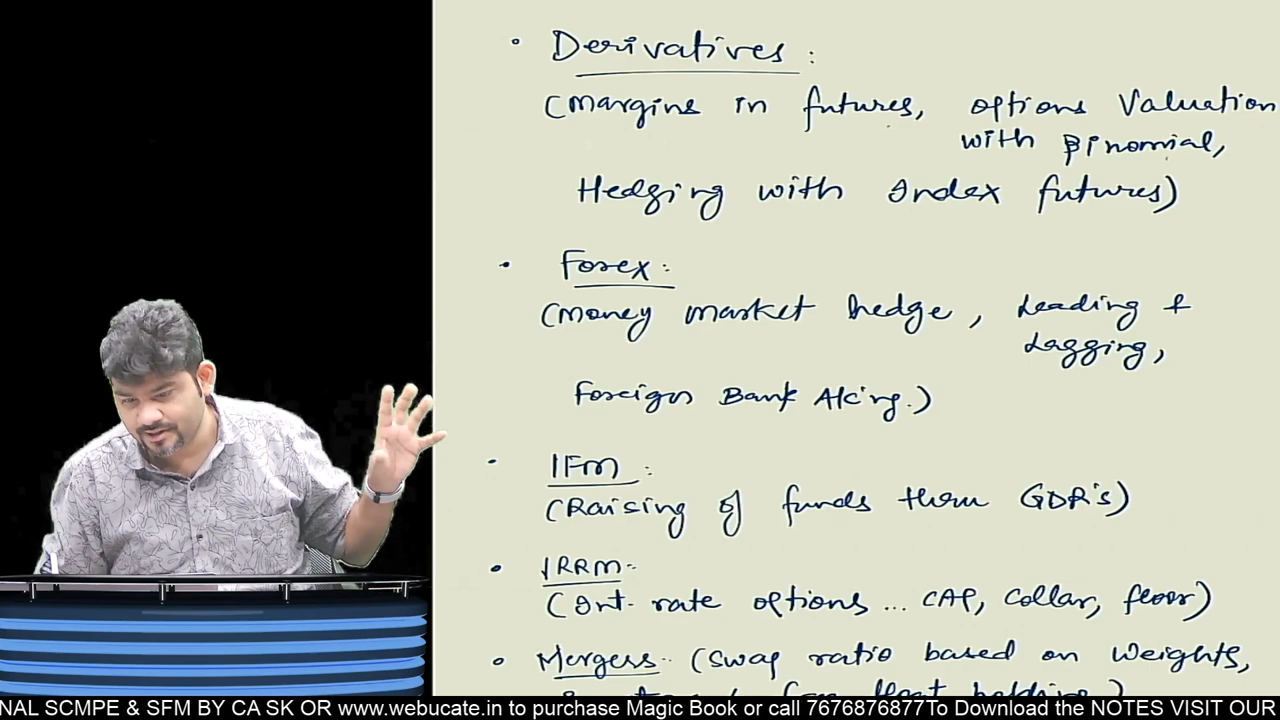 • Derivatives :
(Margins in futures, options Valuation
with Binomial,
Hedging with Index futures)
• Forex :
(Money market hedge, Leading &
Lagging,
Foreign Bank A/cing.)
• IFM :
(Raising of funds thru GDR's)
• IRRM:-
(Int. rate options ... CAP, Collar, floor)
• Mergers :- (Swap ratio based on Weights,
holding)
NAL SCMPE & SFM BY CA SK OR www.webucate.in to purchase Magic Book or call 7676876877To Download the NOTES VISIT OUR